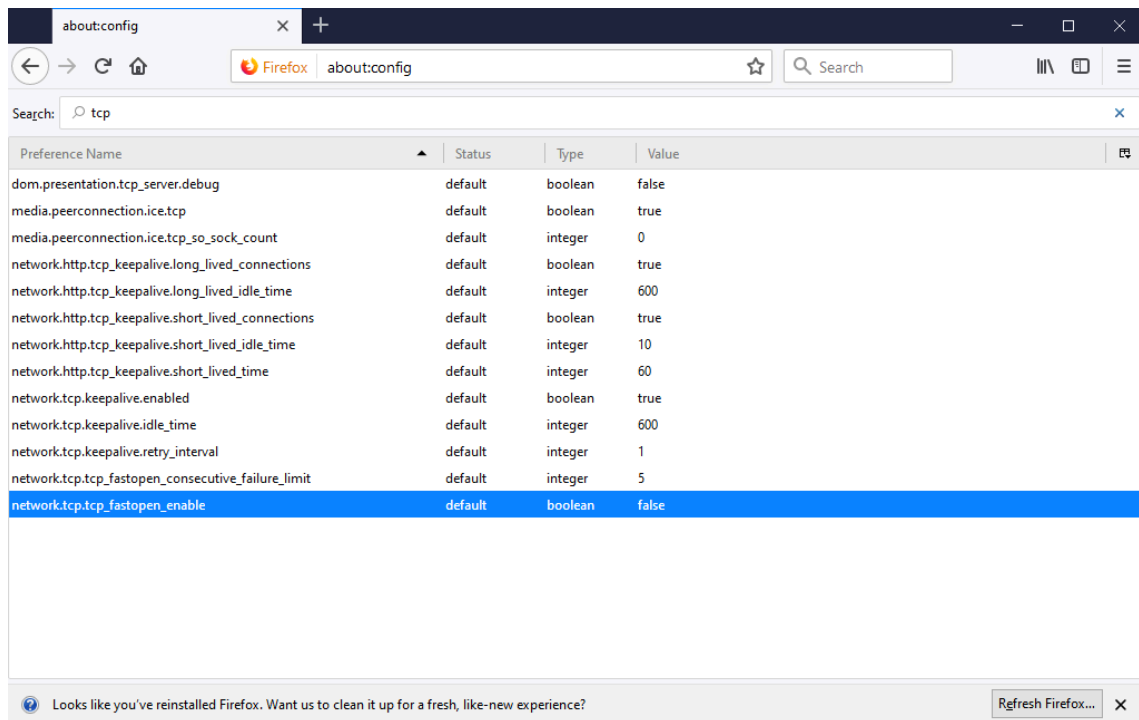 about:config
Firefox about:config Search
Search: tcp
Preference Name Status Type Value
dom.presentation.tcp_server.debug default boolean false
media.peerconnection.ice.tcp default boolean true
media.peerconnection.ice.tcp_so_sock_count default integer 0
network.http.tcp_keepalive.long_lived_connections default boolean true
network.http.tcp_keepalive.long_lived_idle_time default integer 600
network.http.tcp_keepalive.short_lived_connections default boolean true
network.http.tcp_keepalive.short_lived_idle_time default integer 10
network.http.tcp_keepalive.short_lived_time default integer 60
network.tcp.keepalive.enabled default boolean true
network.tcp.keepalive.idle_time default integer 600
network.tcp.keepalive.retry_interval default integer 1
network.tcp.tcp_fastopen_consecutive_failure_limit default integer 5
network.tcp.tcp_fastopen_enable default boolean false
Looks like you've reinstalled Firefox. Want us to clean it up for a fresh, like-new experience? Refresh Firefox...